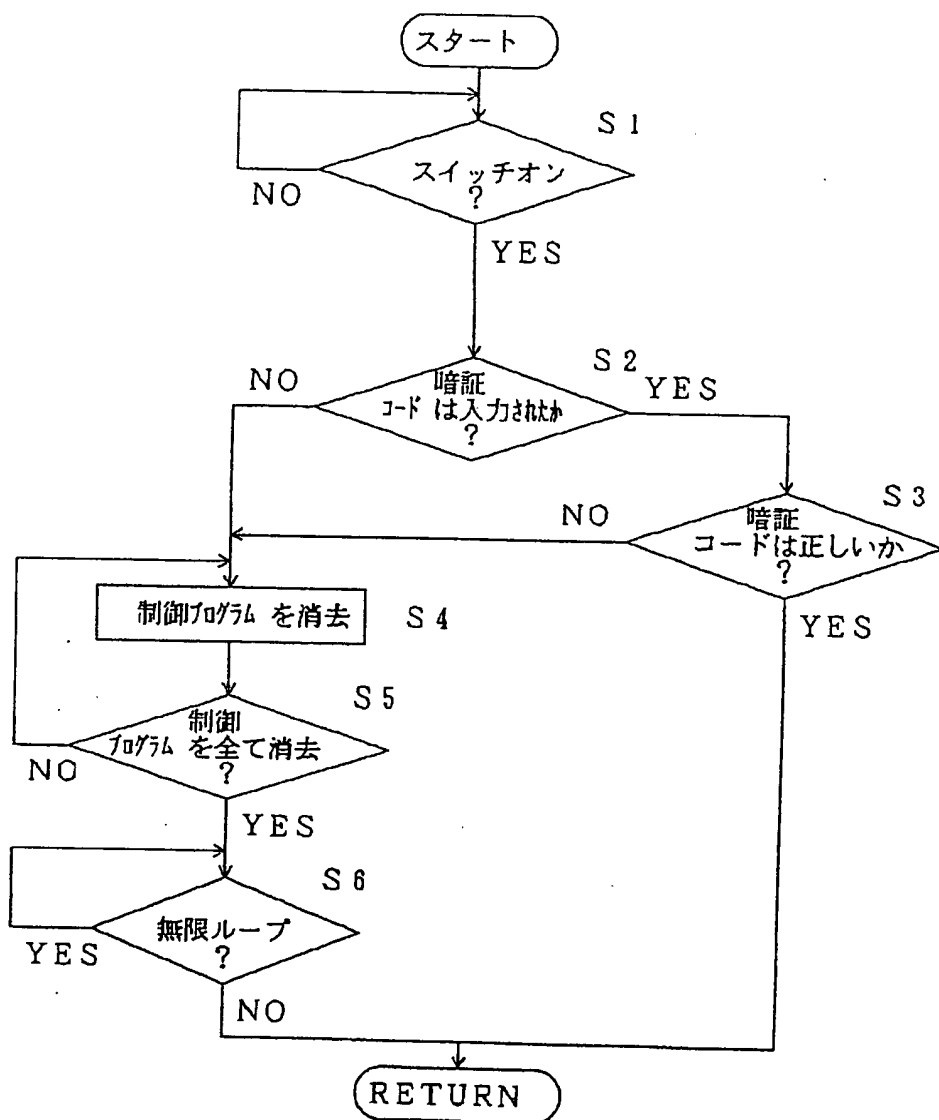 スタート
S1
スイッチオン
?
NO
YES
S2
NO
YES
暗証
コード は入力されたか
?
S3
NO
暗証
コードは正しいか
?
YES
制御プログラム を消去
S4
S5
制御
プログラム を全て消去
?
NO
YES
S6
無限ループ
?
YES
NO
RETURN